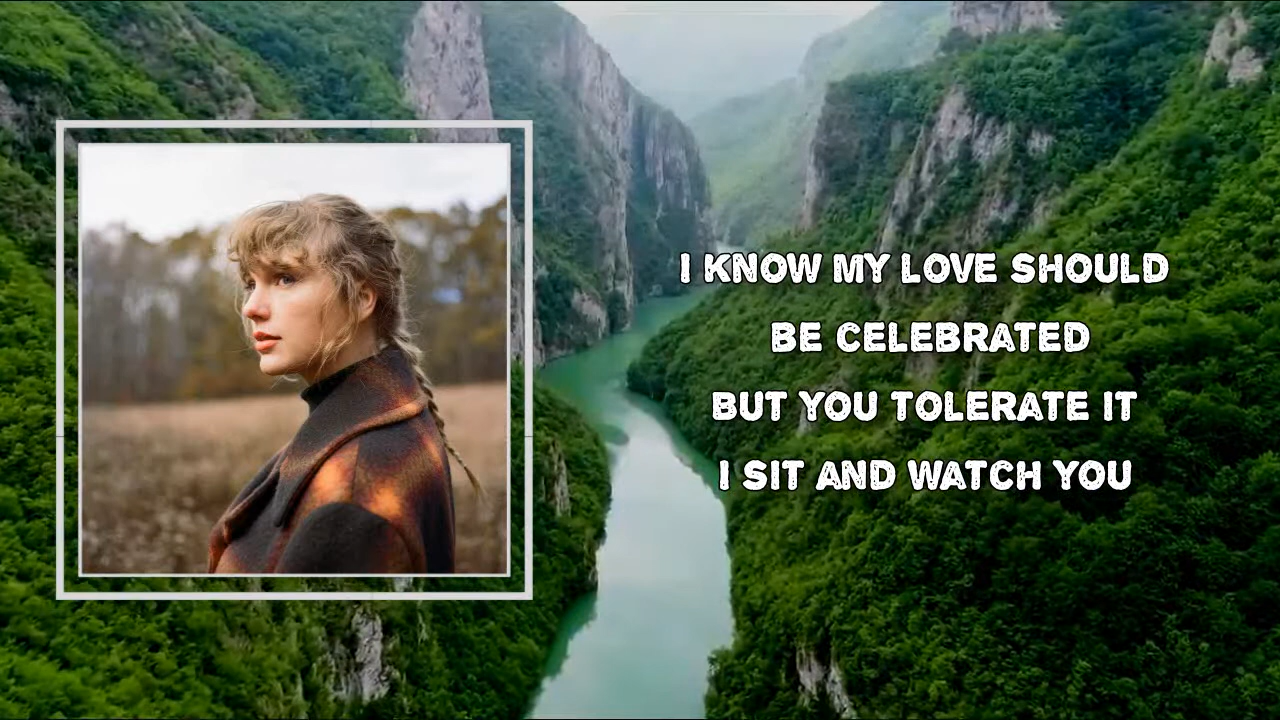 I KNOW MY LOVE SHOULD
BE CELEBRATED
BUT YOU TOLERATE IT
I SIT AND WATCH YOU